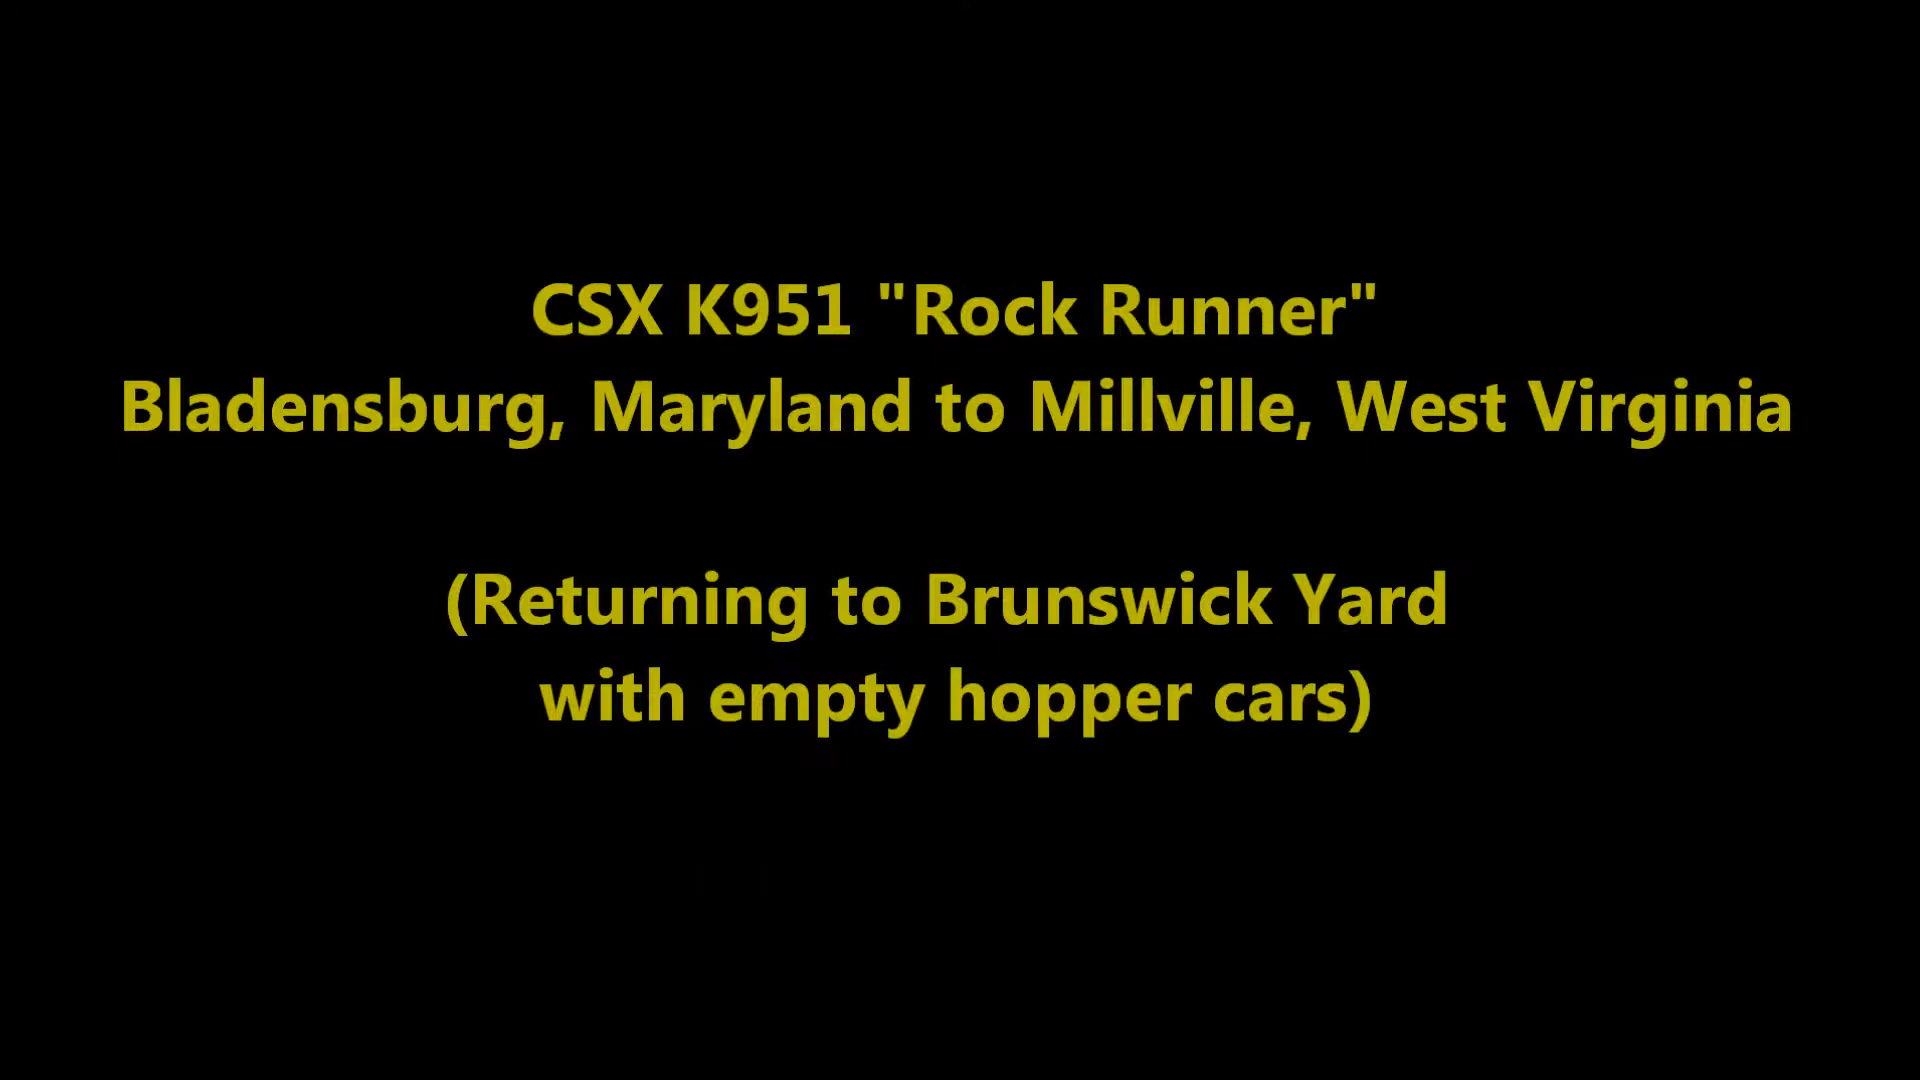 CSX K951 "Rock Runner"
Bladensburg, Maryland to Millville, West Virginia
(Returning to Brunswick Yard
with empty hopper cars)